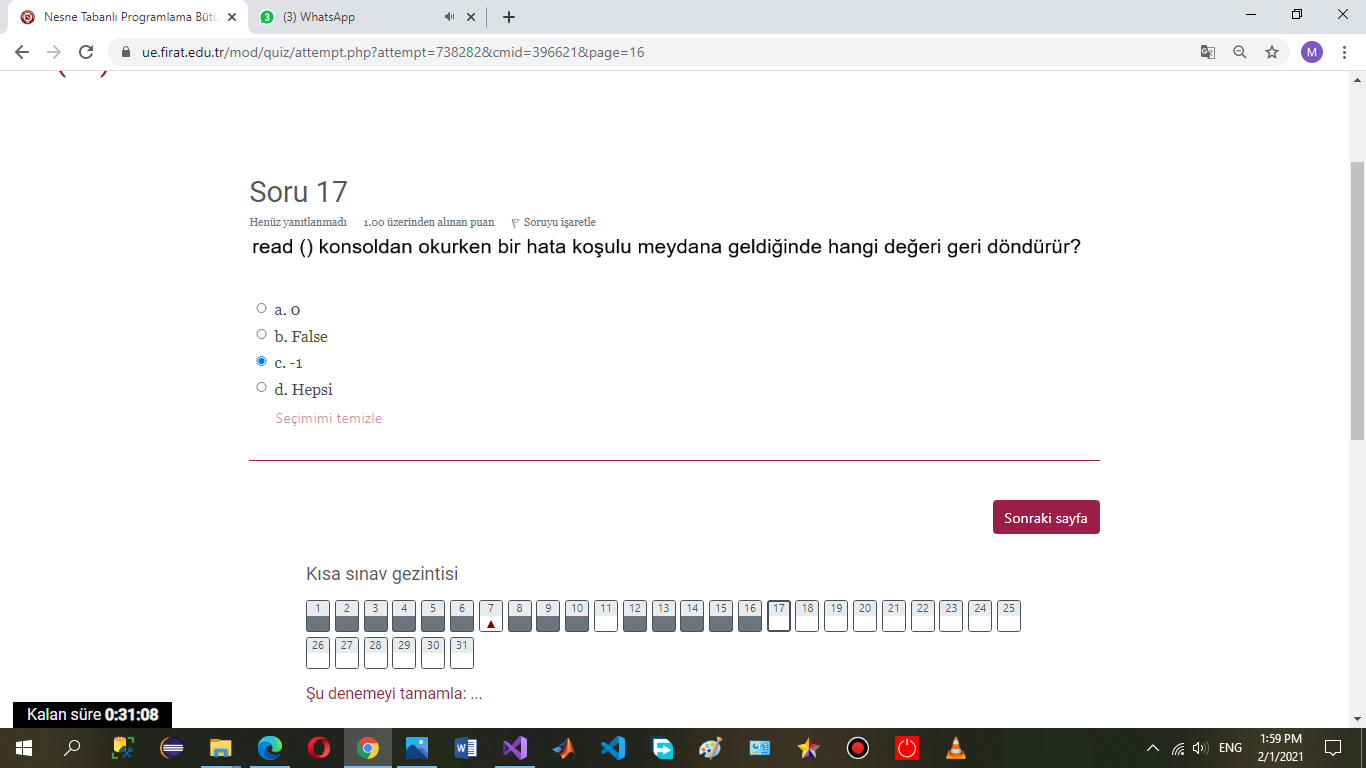 Nesne Tabanlı Programlama Bütü
(3) WhatsApp
ue.firat.edu.tr/mod/quiz/attempt.php?attempt=738282&cmid=396621&page=16
M
Soru 17
Henüz yanıtlanmadı 1.00 üzerinden alınan puan Soruyu işaretle
read () konsoldan okurken bir hata koşulu meydana geldiğinde hangi değeri geri döndürür?
a. 0
b. False
c. -1
d. Hepsi
Seçimimi temizle
Sonraki sayfa
Kısa sınav gezintisi
1 2 3 4 5 6 7 8 9 10 11 12 13 14 15 16 17 18 19 20 21 22 23 24 25
26 27 28 29 30 31
Şu denemeyi tamamla: ...
Kalan süre 0:31:08
ENG
1:59 PM
2/1/2021